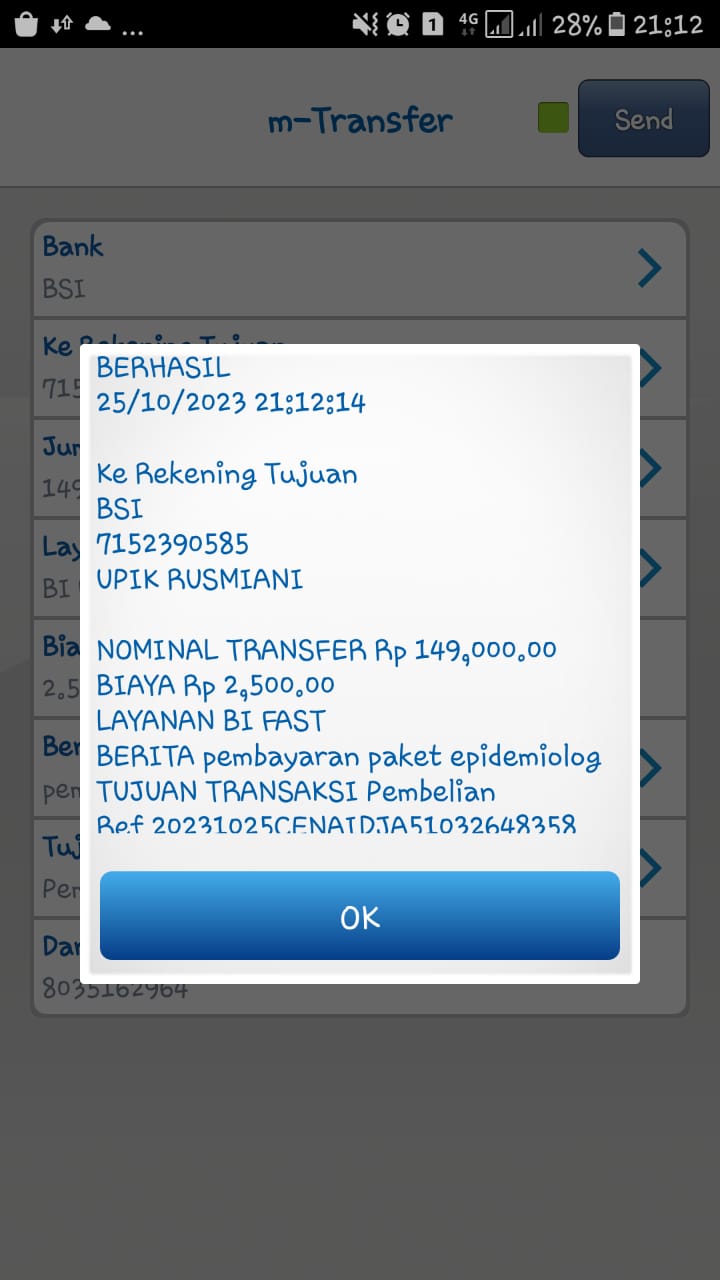 ... 1 4G 28% 21:12
m-Transfer
Send
Bank
BSI
Ke Rekening Tujuan
715
BERHASIL
25/10/2023 21:12:14
Jum
149
Ke Rekening Tujuan
BSI
Lay
7152390585
BI
UPIK RUSMIANI
Bia
NOMINAL TRANSFER Rp 149,000.00
2.5
BIAYA Rp 2,500.00
LAYANAN BI FAST
Ber
BERITA pembayaran paket epidemiolog
pem
TUJUAN TRANSAKSI Pembelian
Ref 20231025CENAIDJA51032648358
Tuj
Pem
OK
Dar
8035162964